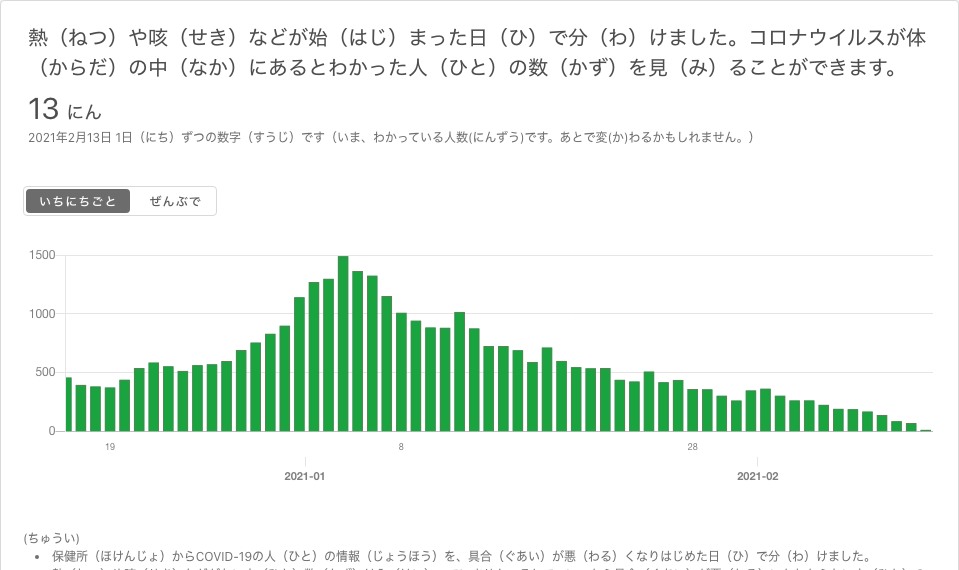 熱（ねつ）や咳（せき）などが始（はじ）まった日（ひ）で分（わ）けました。コロナウイルスが体
（からだ）の中（なか）にあるとわかった人（ひと）の数（かず）を見（み）ることができます。
13 にん
2021年2月13日 1日（にち）ずつの数字（すうじ）です（いま、わかっている人数(にんずう)です。あとで変(か)わるかもしれません。）
いちにちごと ぜんぶで
1500
1000
500
0
19 8 28
2021-01 2021-02
(ちゅうい)
• 保健所（ほけんじょ）からCOVID-19の人（ひと）の情報（じょうほう）を、具合（ぐあい）が悪（わる）くなりはじめた日（ひ）で分（わ）けました。